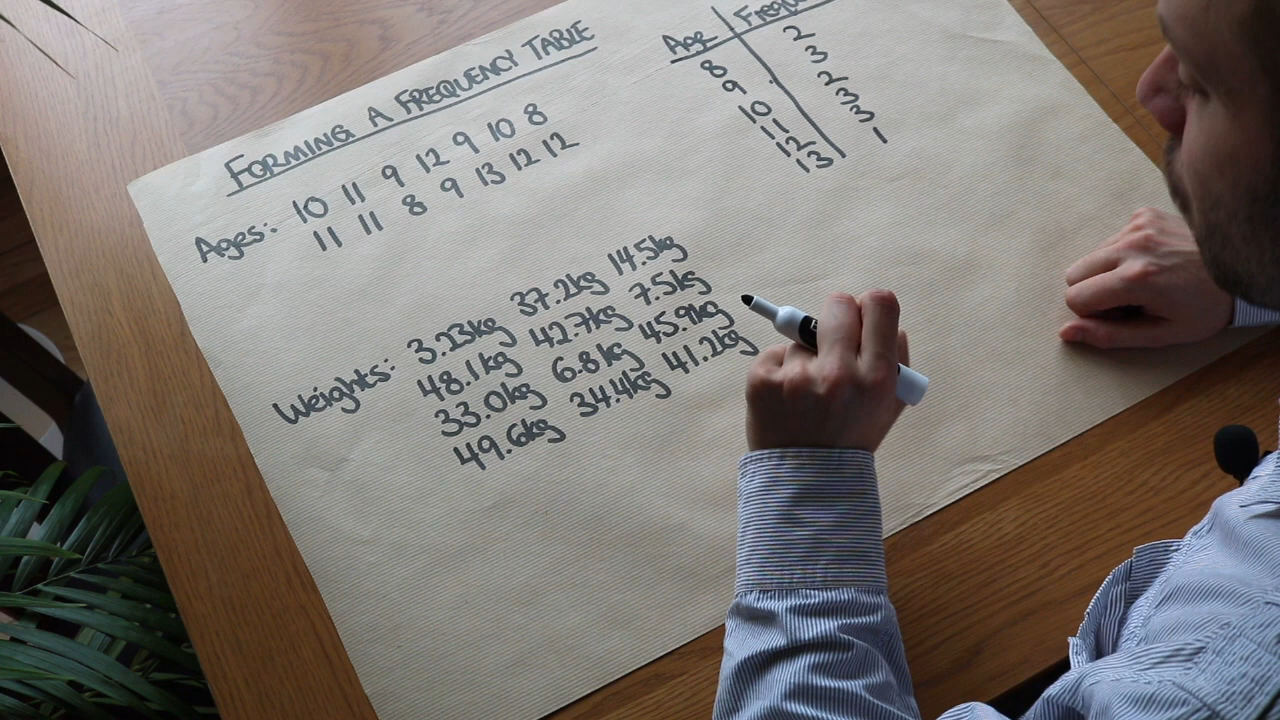 FORMING A FREQUENCY TABLE
Ages: 10 11 9 12 9 10 8
11 11 8 9 13 12 12
Weights: 3.23kg 37.2kg 14.5kg
48.1kg 42.7kg 7.5kg
33.0kg 6.8kg 45.9kg
49.6kg 34.4kg 41.2kg
Age Frequ
8 2
9 3
10 2
11 3
12 3
13 1